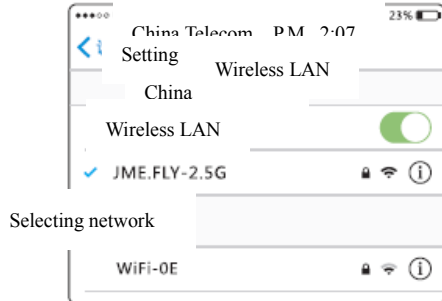 China Telecom P.M. 2:07 23%
Setting
Wireless LAN
China
Wireless LAN
JME.FLY-2.5G
Selecting network
WiFi-0E